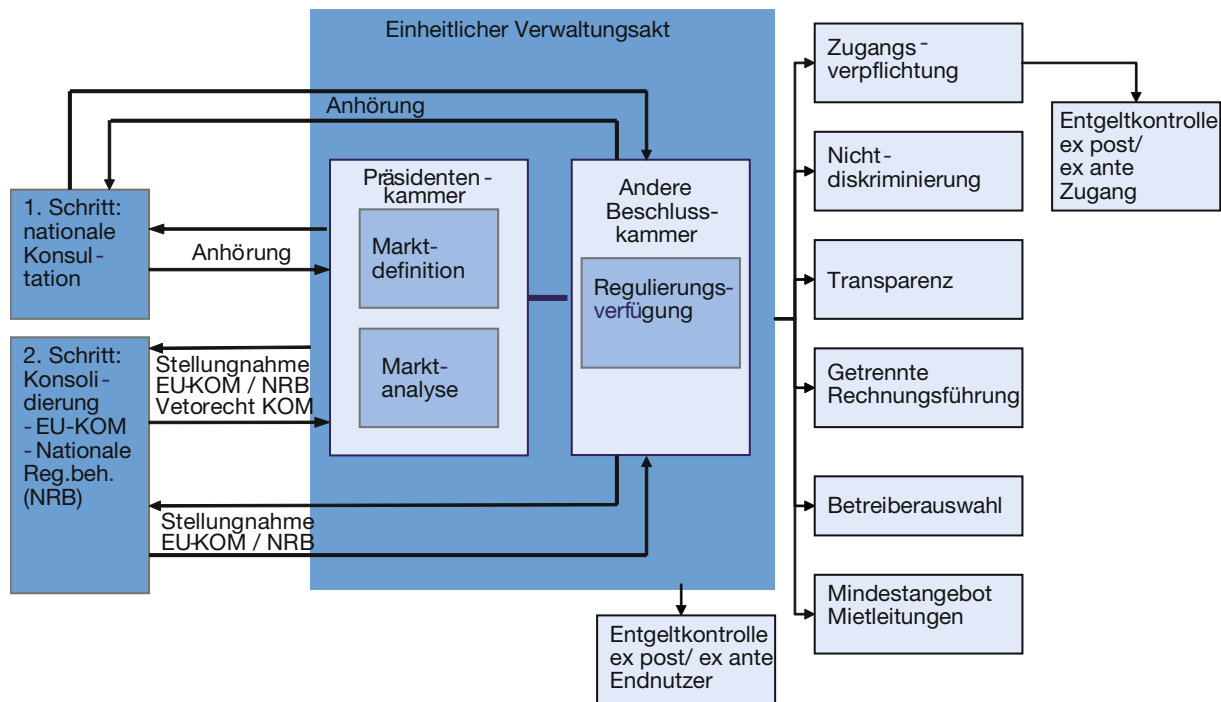 Einheitlicher Verwaltungsakt
Anhörung
1. Schritt:
nationale
Konsul-
tation
Anhörung
2. Schritt:
Konsoli-
dierung
- EU-KOM
- Nationale
Reg.beh.
(NRB)
Stellungnahme
EU-KOM / NRB
Vetorecht KOM
Stellungnahme
EU-KOM / NRB
Präsidenten-
kammer
Markt-
definition
Markt-
analyse
Andere
Beschluss-
kammer
Regulierungs-
verfügung
Zugangs-
verpflichtung
Nicht-
diskriminierung
Transparenz
Getrennte
Rechnungsführung
Betreiberauswahl
Mindestangebot
Mietleitungen
Entgeltkontrolle
ex post/
ex ante
Zugang
Entgeltkontrolle
ex post/ ex ante
Endnutzer